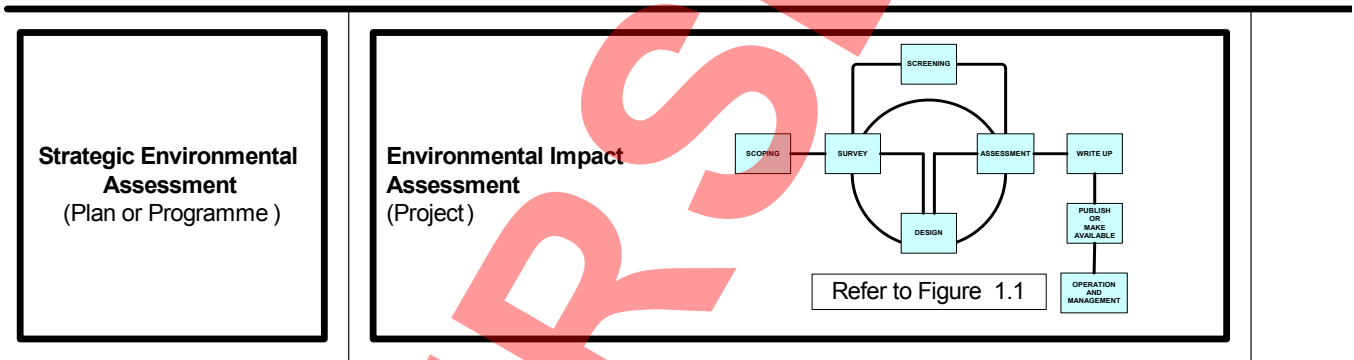 Strategic Environmental
Assessment
(Plan or Programme )
Environmental Impact
Assessment
(Project)
SCREENING
SCOPING
SURVEY
ASSESSMENT
WRITE UP
DESIGN
PUBLISH
OR
MAKE
AVAILABLE
OPERATION
AND
MANAGEMENT
Refer to Figure 1.1